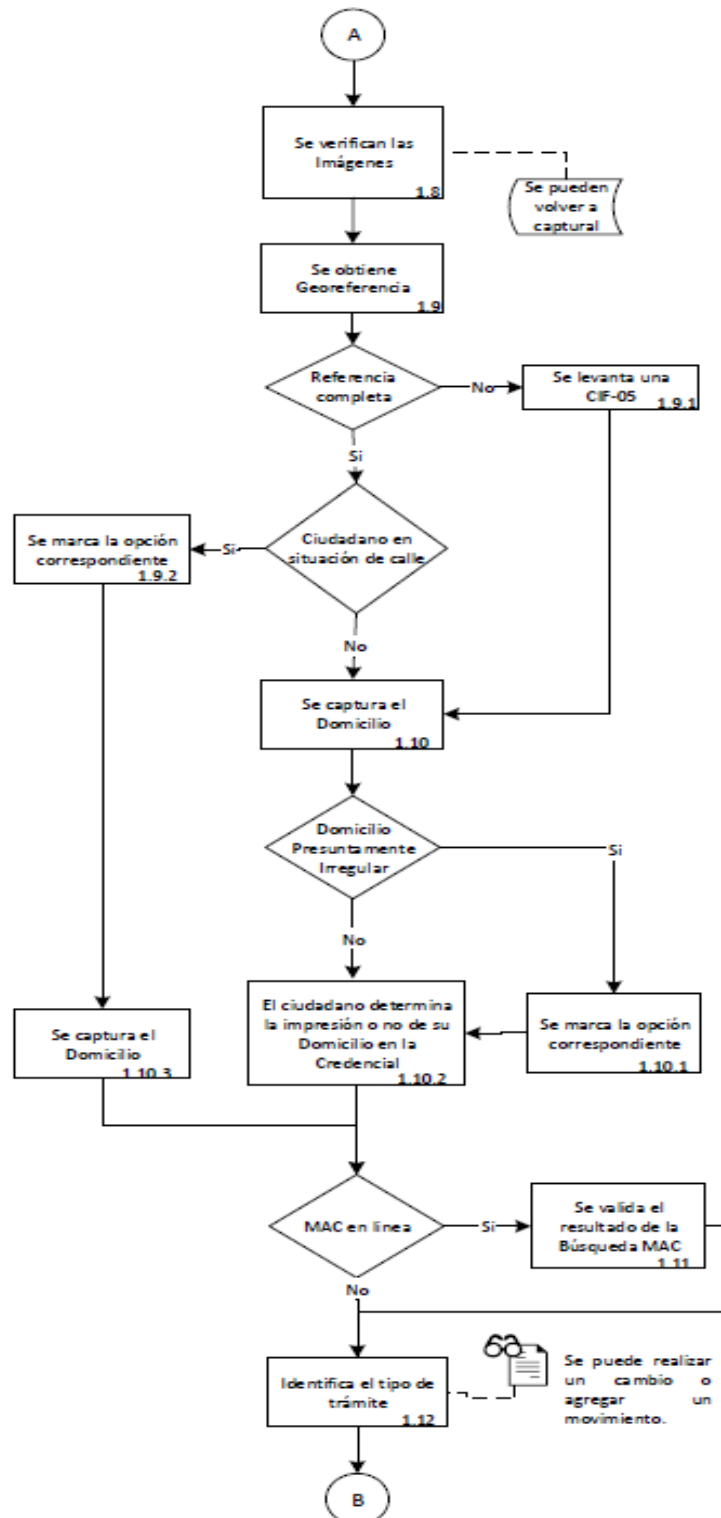 A
Se verifican las
Imágenes
1.8
Se pueden
volver a
captural
Se obtiene
Georeferencia
1.9
Referencia
completa
No
Se levanta una
CIF-05
1.9.1
Si
Ciudadano en
situación de calle
Si
Se marca la opción
correspondiente
1.9.2
No
Se captura el
Domicilio
1.10
Domicilio
Presuntamente
Irregular
Si
No
El ciudadano determina
la impresión o no de su
Domicilio en la
Credencial
1.10.2
Se marca la opción
correspondiente
1.10.1
Se captura el
Domicilio
1.10.3
MAC en linea
Si
Se valida el
resultado de la
Búsqueda MAC
1.11
No
Identifica el tipo de
trámite
1.12
Se puede realizar
un cambio o
agregar un
movimiento.
B